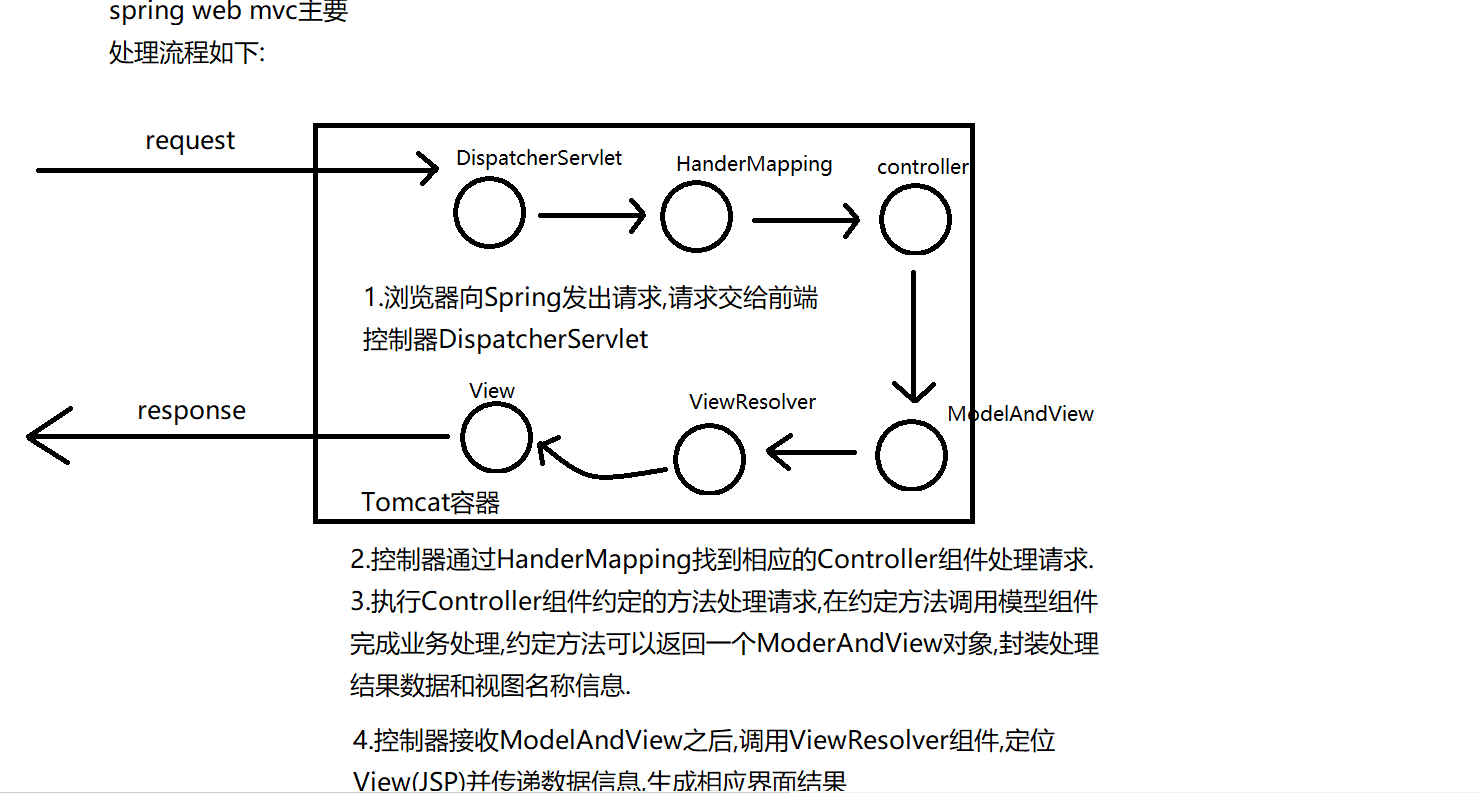 spring web mvc主要
处理流程如下:
request
DispatcherServlet
HanderMapping
controller
1.浏览器向Spring发出请求,请求交给前端
控制器DispatcherServlet
View
ViewResolver
ModelAndView
response
Tomcat容器
2.控制器通过HanderMapping找到相应的Controller组件处理请求.
3.执行Controller组件约定的方法处理请求,在约定方法调用模型组件
完成业务处理,约定方法可以返回一个ModerAndView对象,封装处理
结果数据和视图名称信息.
4.控制器接收ModelAndView之后,调用ViewResolver组件,定位
View(JSP)并传递数据信息,生成相应界面结果